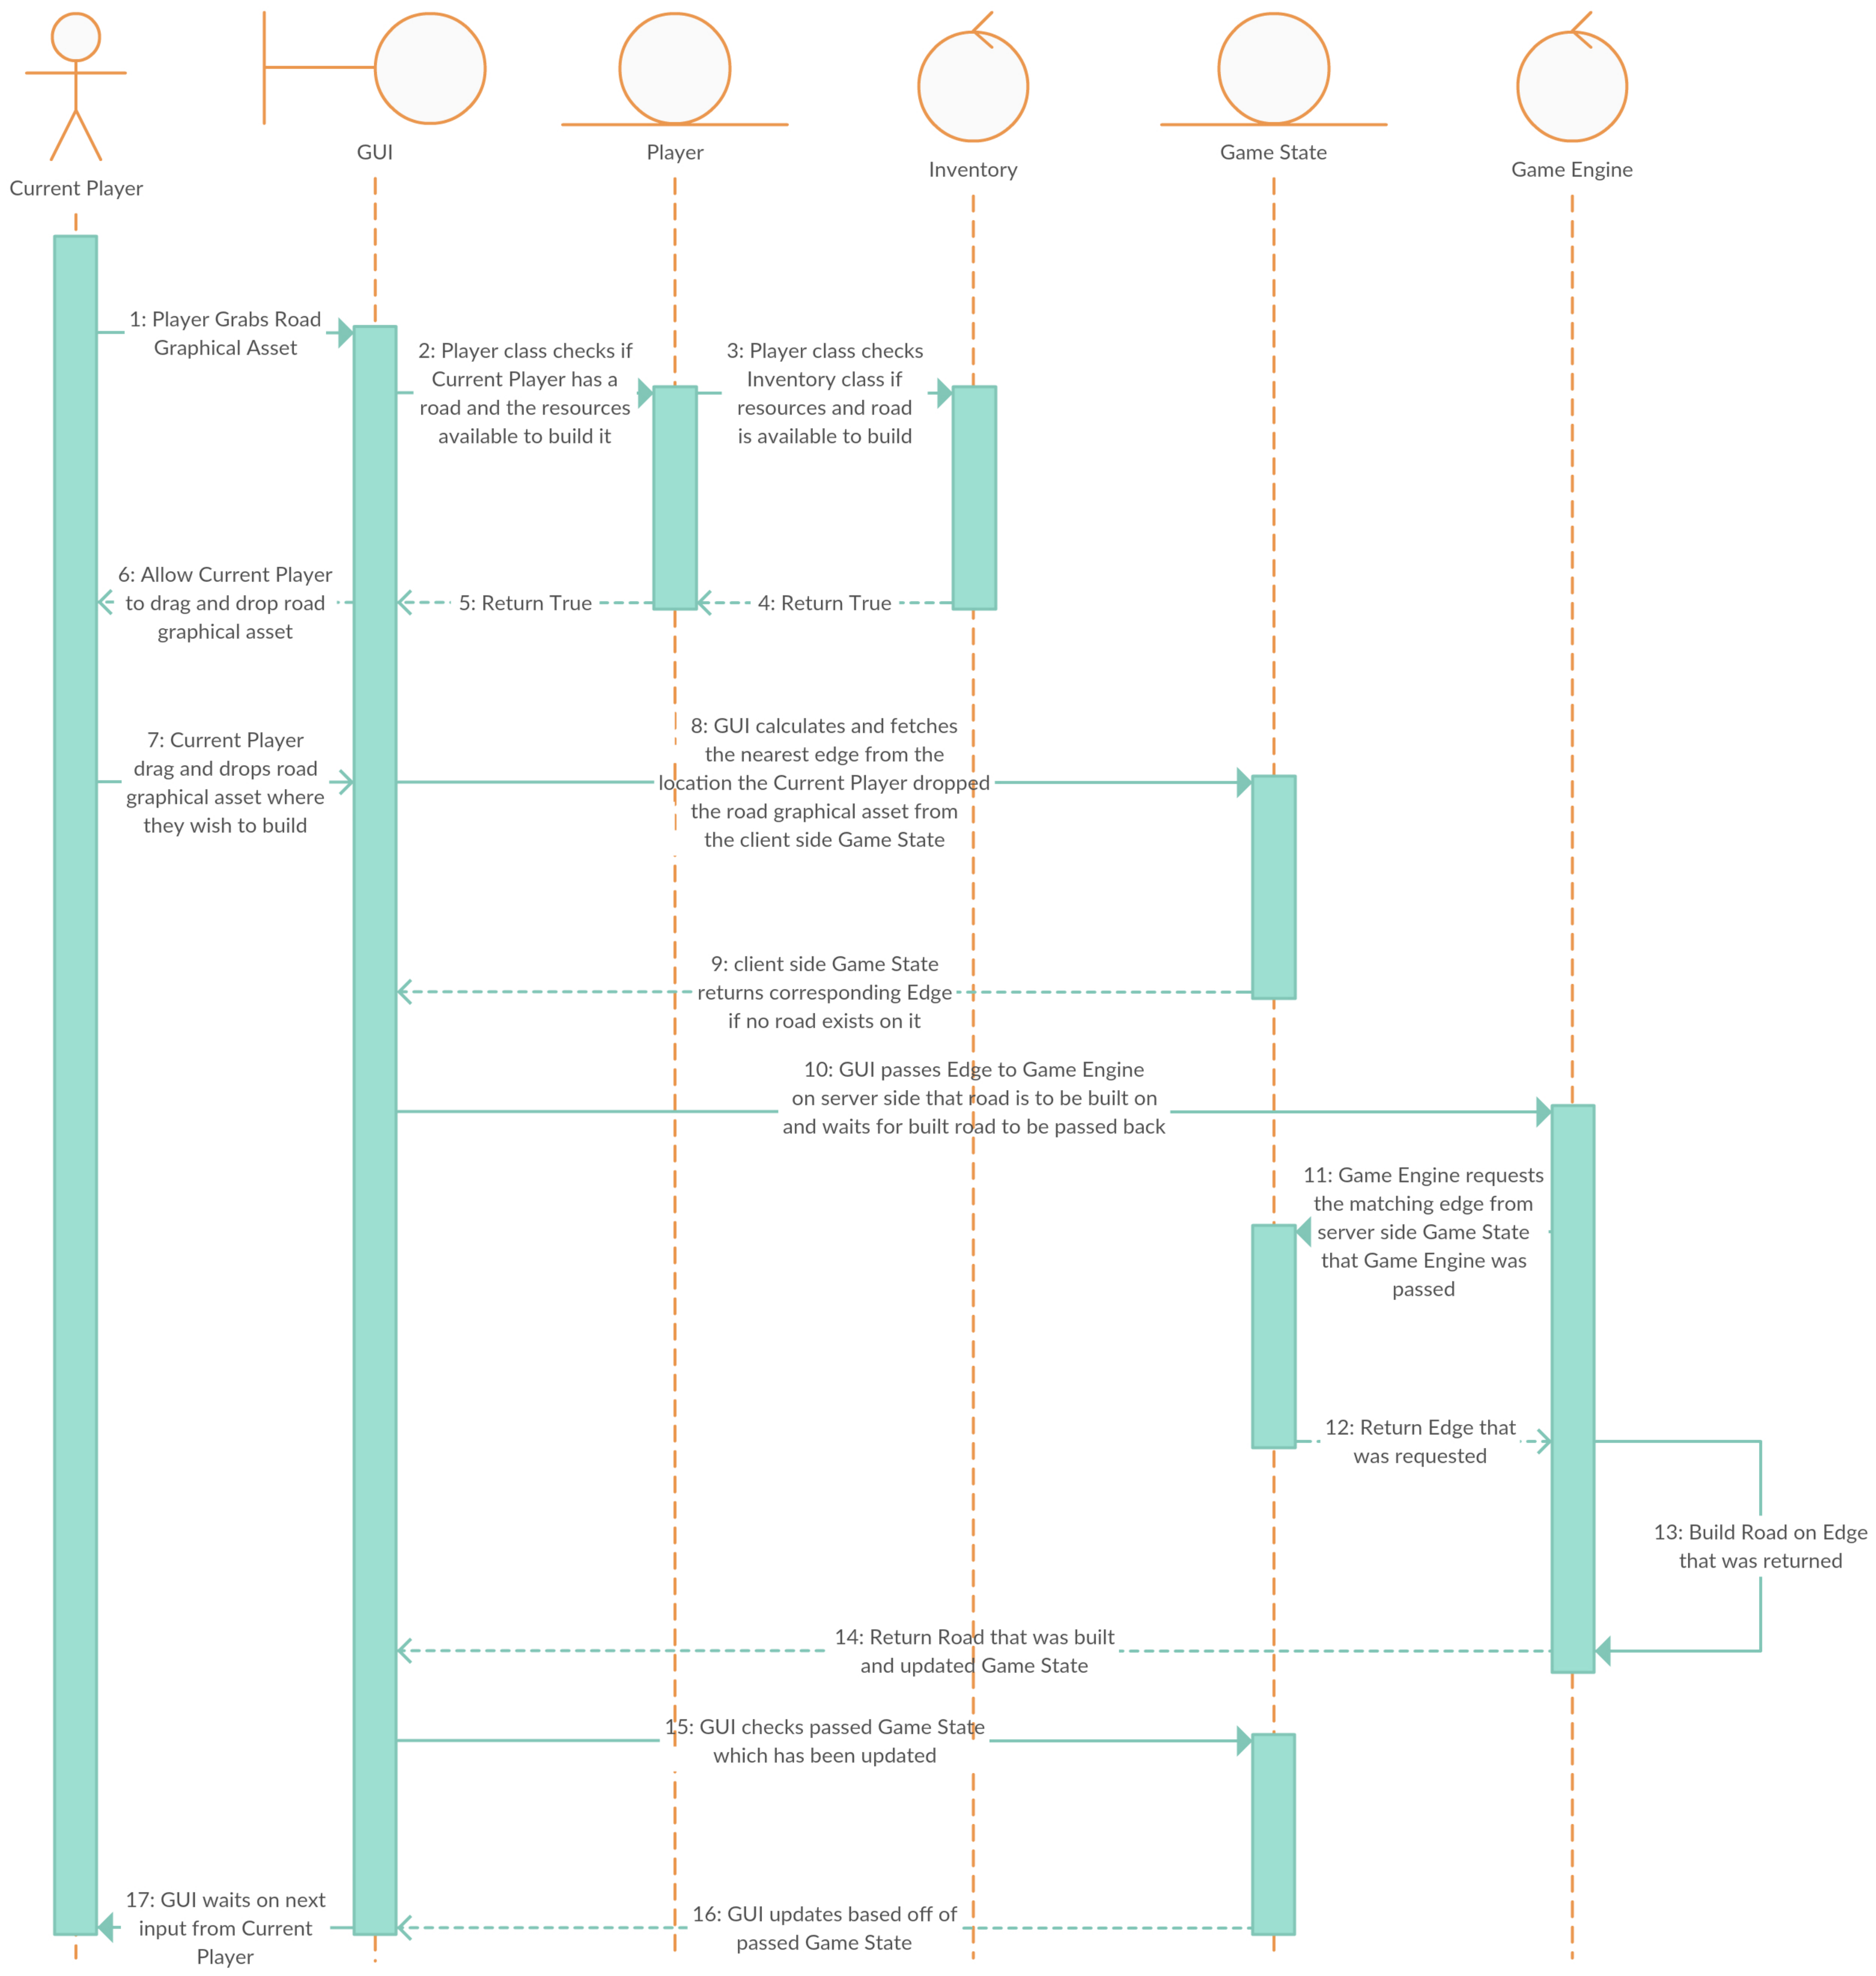 Current Player
GUI
Player
Inventory
Game State
Game Engine
1: Player Grabs Road
Graphical Asset
2: Player class checks if
Current Player has a
road and the resources
available to build it
3: Player class checks
Inventory class if
resources and road
is available to build
6: Allow Current Player
to drag and drop road
graphical asset
5: Return True
4: Return True
7: Current Player
drag and drops road
graphical asset where
they wish to build
8: GUI calculates and fetches
the nearest edge from the
location the Current Player dropped
the road graphical asset from
the client side Game State
9: client side Game State
returns corresponding Edge
if no road exists on it
10: GUI passes Edge to Game Engine
on server side that road is to be built on
and waits for built road to be passed back
11: Game Engine requests
the matching edge from
server side Game State
that Game Engine was
passed
12: Return Edge that
was requested
13: Build Road on Edge
that was returned
14: Return Road that was built
and updated Game State
15: GUI checks passed Game State
which has been updated
17: GUI waits on next
input from Current
Player
16: GUI updates based off of
passed Game State